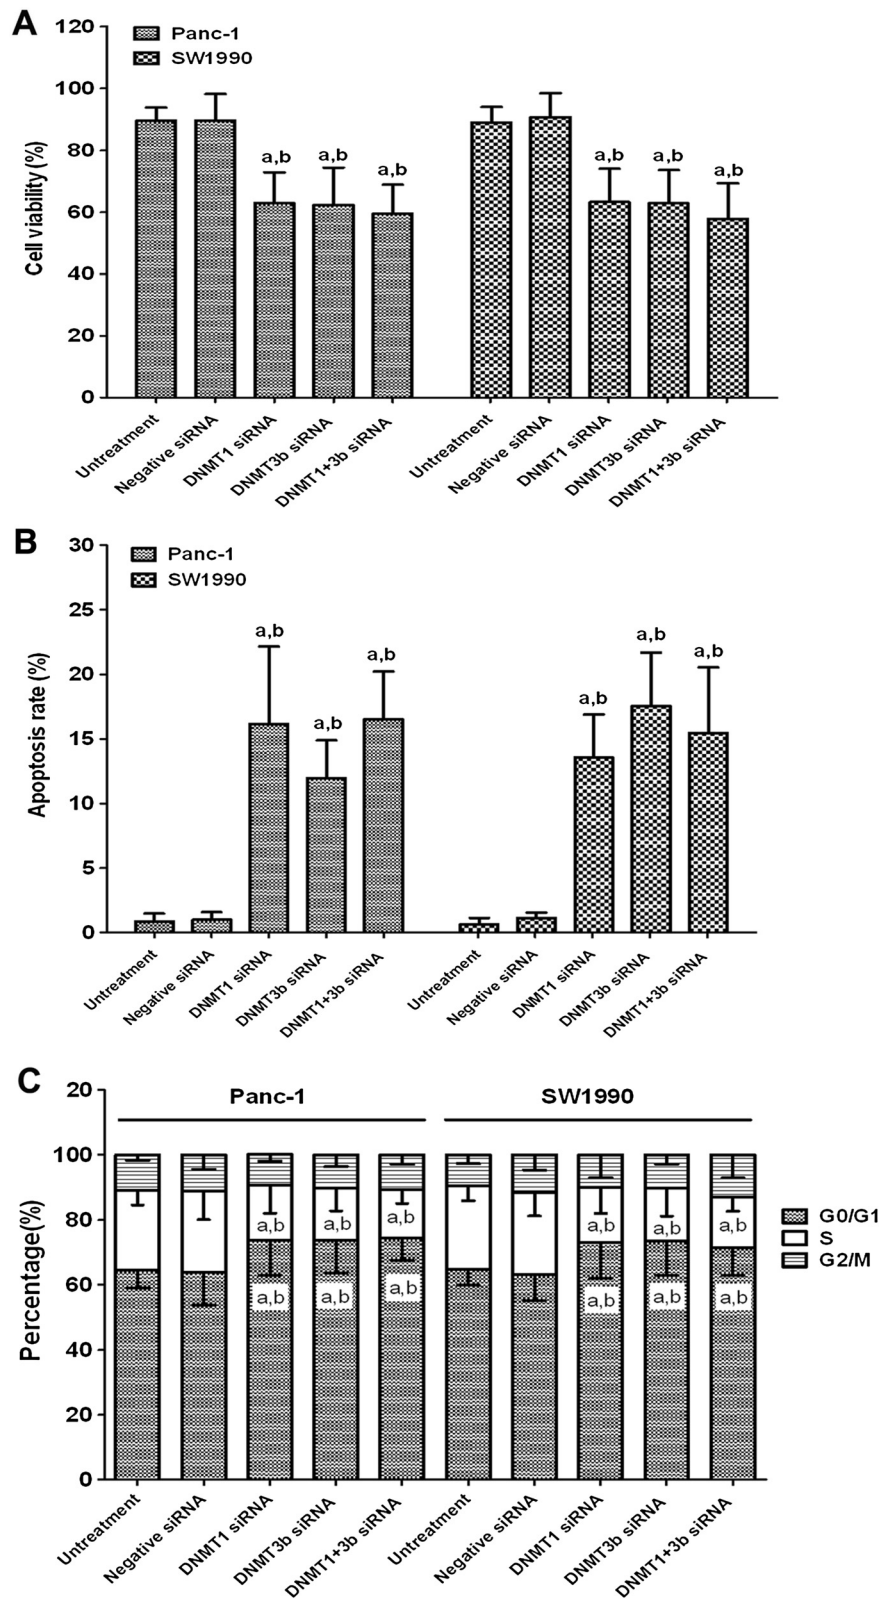 A
120
100
80
60
40
20
0
Cell viability (%)
Panc-1
SW1990
a,b
a,b
a,b
a,b
a,b
a,b
Untreatment
Negative siRNA
DNMT1 siRNA
DNMT3b siRNA
DNMT1+3b siRNA
Untreatment
Negative siRNA
DNMT1 siRNA
DNMT3b siRNA
DNMT1+3b siRNA
B
30
25
20
15
10
5
0
Apoptosis rate (%)
Panc-1
SW1990
a,b
a,b
a,b
a,b
a,b
a,b
Untreatment
Negative siRNA
DNMT1 siRNA
DNMT3b siRNA
DNMT1+3b siRNA
Untreatment
Negative siRNA
DNMT1 siRNA
DNMT3b siRNA
DNMT1+3b siRNA
C
20
100
80
60
40
20
0
Percentage(%)
Panc-1
SW1990
a,b
a,b
a,b
a,b
a,b
a,b
a,b
a,b
a,b
a,b
a,b
a,b
G0/G1
S
G2/M
Untreatment
Negative siRNA
DNMT1 siRNA
DNMT3b siRNA
DNMT1+3b siRNA
Untreatment
Negative siRNA
DNMT1 siRNA
DNMT3b siRNA
DNMT1+3b siRNA